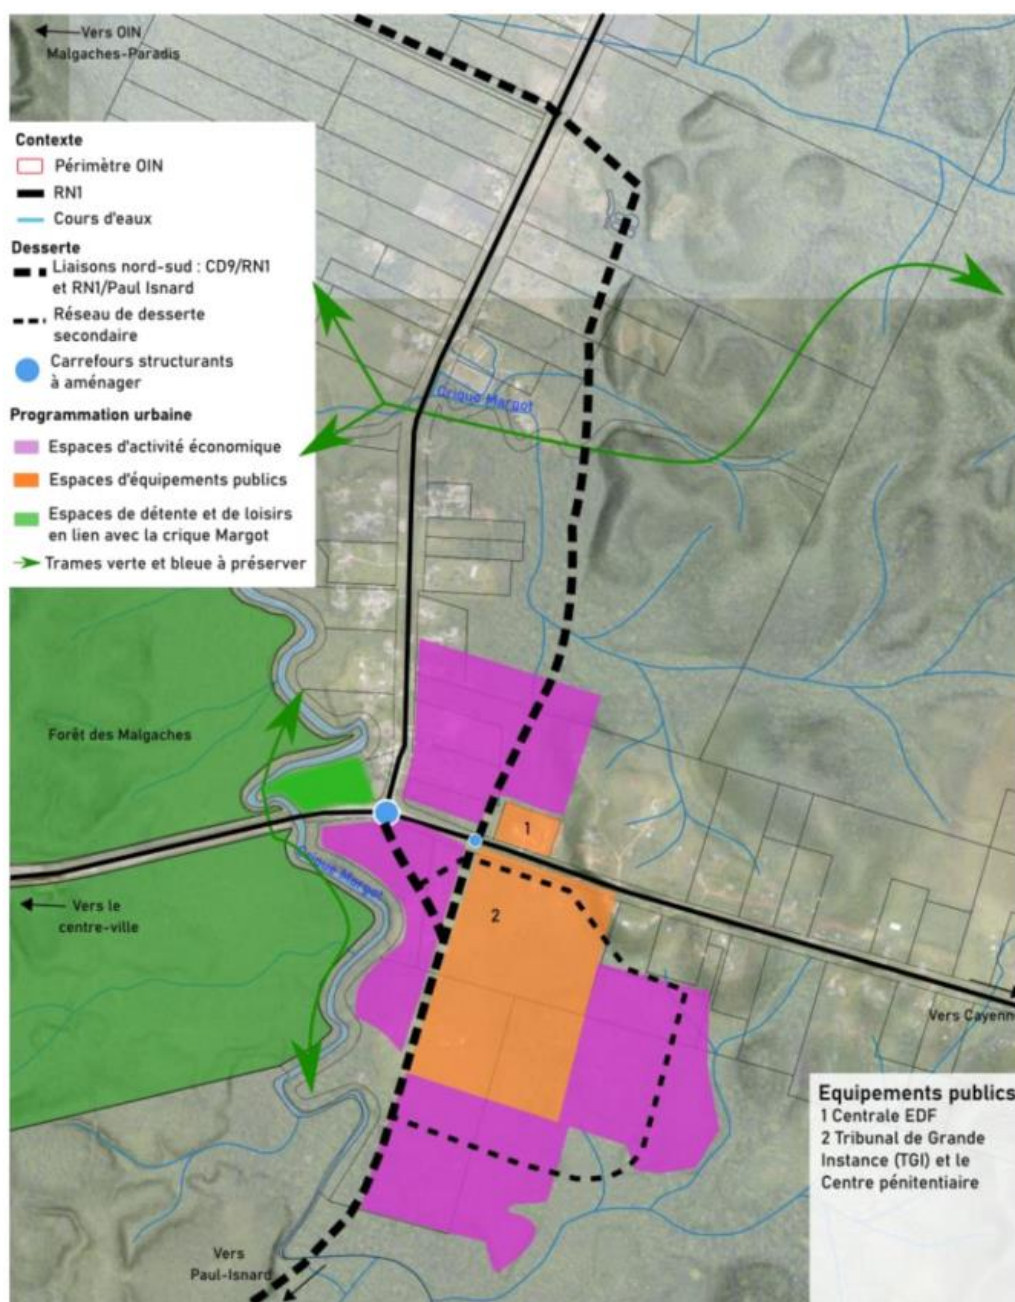 Vers OIN
Malgaches-Paradis
Contexte
Périmètre OIN
RN1
Cours d'eaux
Desserte
Liaisons nord-sud : CD9/RN1
et RN1/Paul Isnard
Réseau de desserte
secondaire
Carrefours structurants
à aménager
Programmation urbaine
Espaces d'activité économique
Espaces d'équipements publics
Espaces de détente et de loisirs
en lien avec la crique Margot
Trames verte et bleue à préserver
Crique Margot
Forêt des Malgaches
1
Crique Margot
Vers le
centre-ville
2
Vers Cayenn
Equipements publics
1 Centrale EDF
2 Tribunal de Grande
Instance (TGI) et le
Centre pénitentiaire
Vers
Paul-Isnard